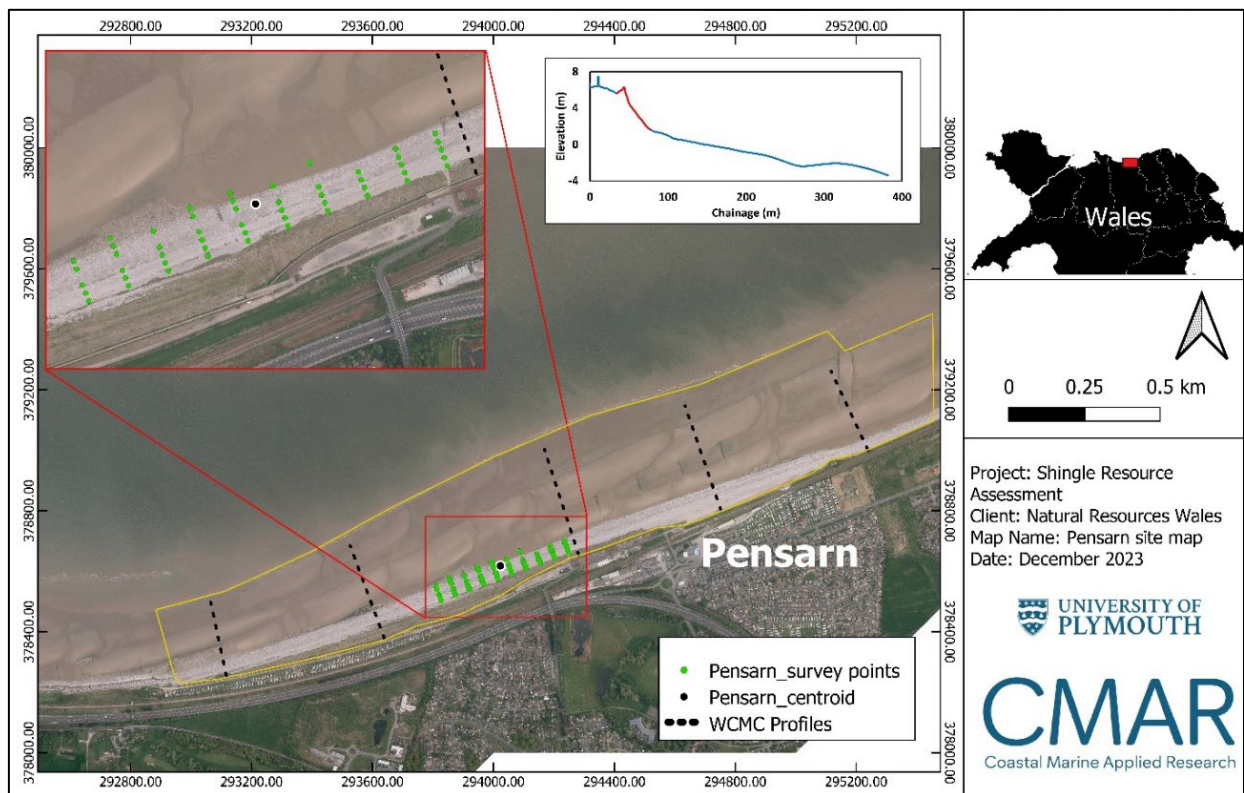 292800.00 293200.00 293600.00 294000.00 294400.00 294800.00 295200.00
380000.00
379600.00
379200.00
378800.00
378400.00
378000.00
8
4
0
-4
Elevation (m)
0 100 200 300 400
Chainage (m)
Pensarn
Pensarn_survey points
Pensarn_centroid
WCMC Profiles
380000.00
379600.00
379200.00
378800.00
378400.00
378000.00
292800.00 293200.00 293600.00 294000.00 294400.00 294800.00 295200.00
Wales
0 0.25 0.5 km
Project: Shingle Resource
Assessment
Client: Natural Resources Wales
Map Name: Pensarn site map
Date: December 2023
UNIVERSITY OF
PLYMOUTH
CMAR
Coastal Marine Applied Research